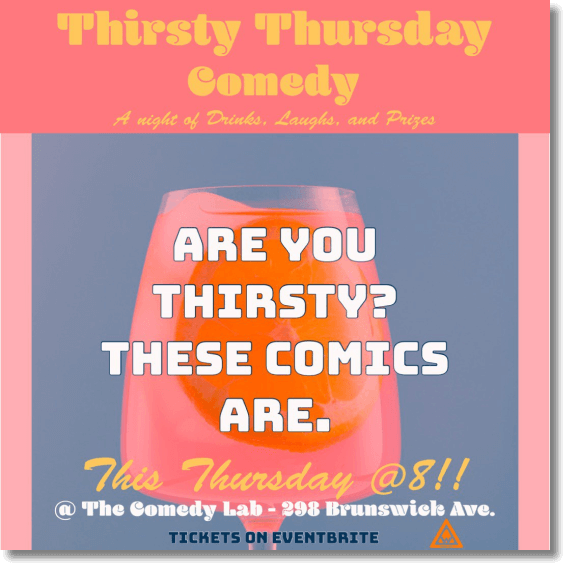 Thirsty Thursday
Comedy
A night of Drinks, Laughs, and Prizes
ARE YOU
THIRSTY?
THESE COMICS
ARE.
This Thursday @8!!
@ The Comedy Lab - 298 Brunswick Ave.
TICKETS ON EVENTBRITE